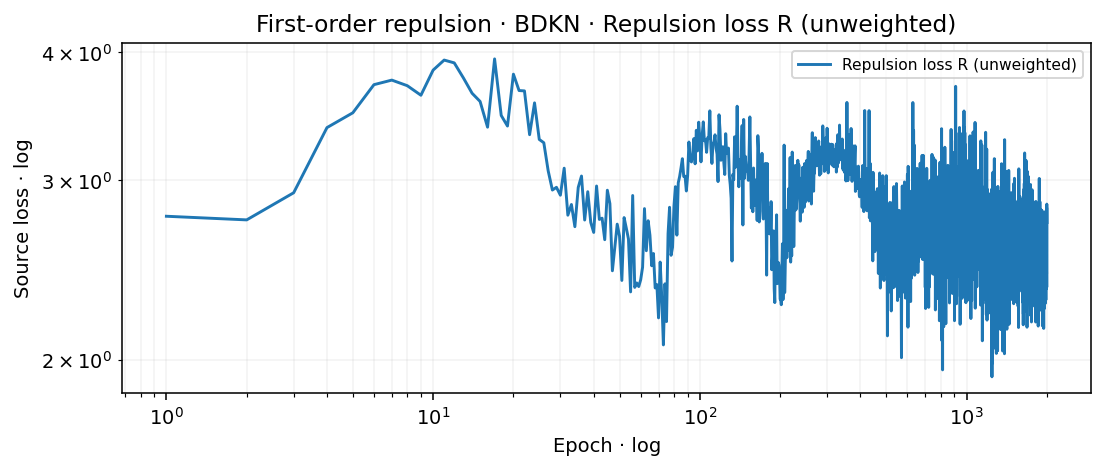 First-order repulsion · BDKN · Repulsion loss R (unweighted)
Repulsion loss R (unweighted)
Source loss · log
4 × 10⁰
3 × 10⁰
2 × 10⁰
10⁰ 10¹ 10² 10³
Epoch · log